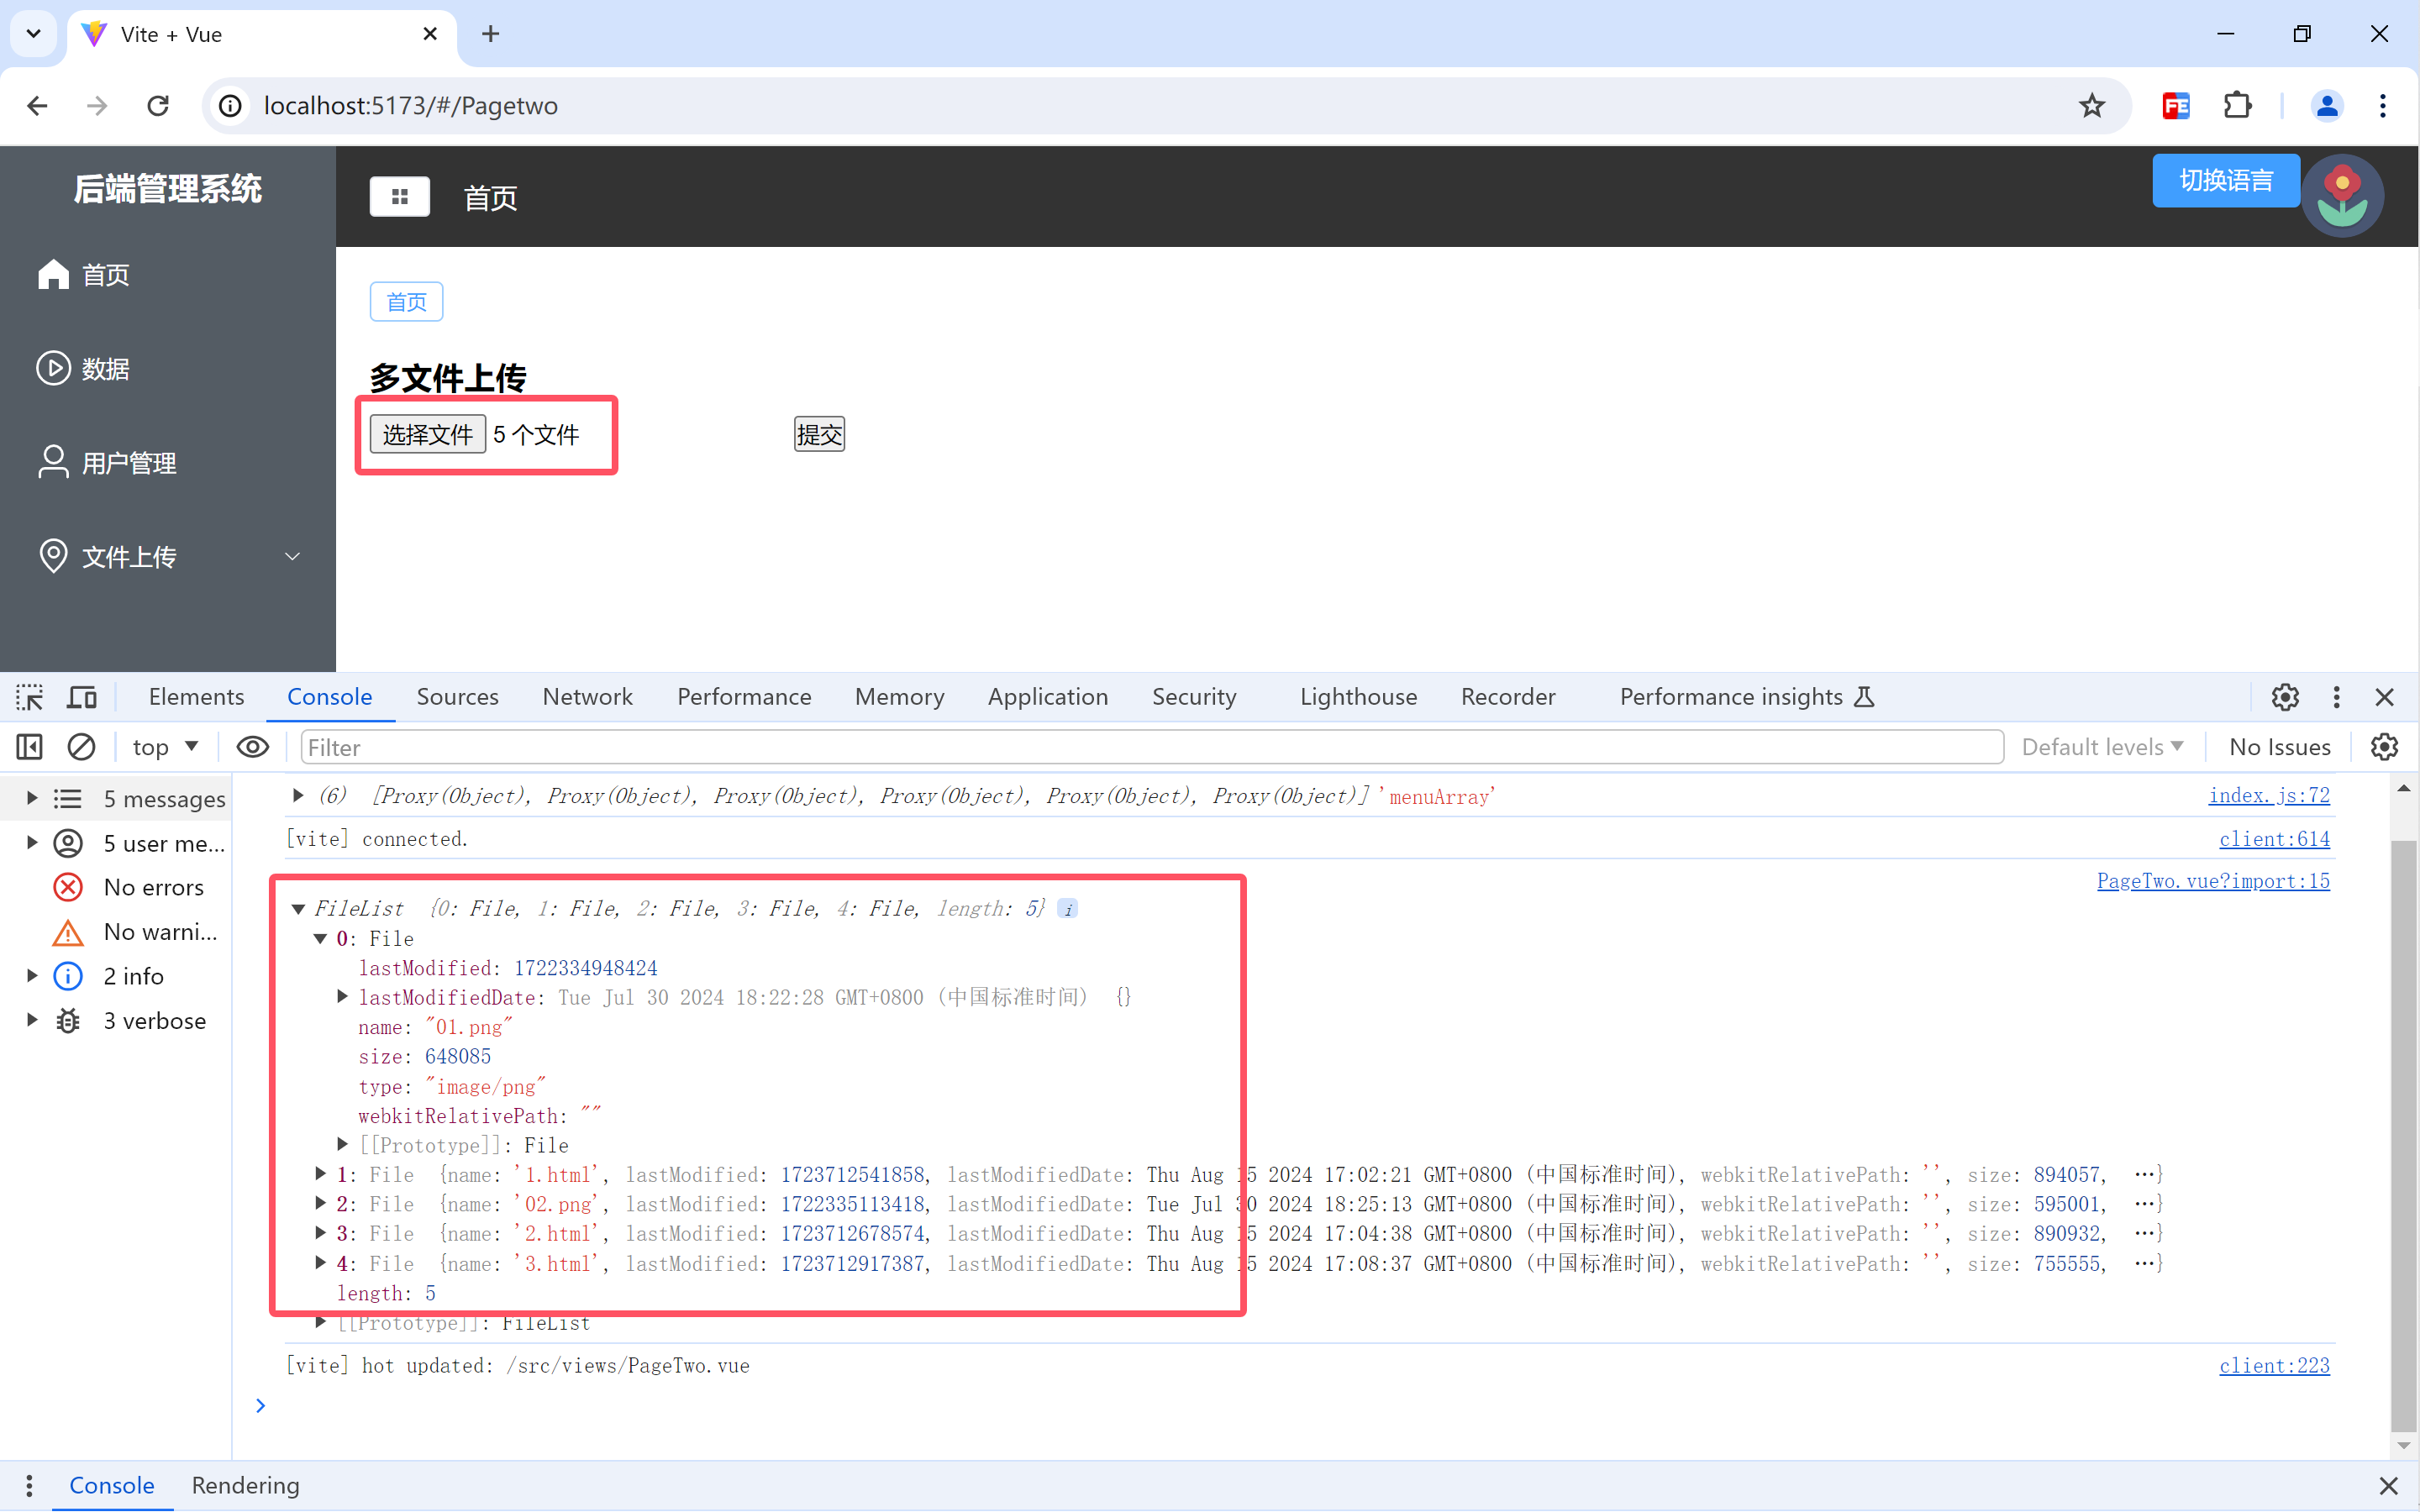 Vite + Vue
localhost:5173/#/Pagetwo
FE
后端管理系统
首页
数据
用户管理
文件上传
首页
切换语言
首页
多文件上传
选择文件 5 个文件
提交
Elements Console Sources Network Performance Memory Application Security Lighthouse Recorder Performance insights
top Filter Default levels No Issues
5 messages
5 user me...
No errors
No warni...
2 info
3 verbose
(6) [Proxy(Object), Proxy(Object), Proxy(Object), Proxy(Object), Proxy(Object), Proxy(Object)] 'menuArray' index.js:72
[vite] connected. client:614
PageTwo.vue?import:15
FileList {0: File, 1: File, 2: File, 3: File, 4: File, length: 5} i
0: File
lastModified: 1722334948424
lastModifiedDate: Tue Jul 30 2024 18:22:28 GMT+0800 (中国标准时间) {}
name: "01.png"
size: 648085
type: "image/png"
webkitRelativePath: ""
[[Prototype]]: File
1: File {name: '1.html', lastModified: 1723712541858, lastModifiedDate: Thu Aug 15 2024 17:02:21 GMT+0800 (中国标准时间), webkitRelativePath: '', size: 894057, …}
2: File {name: '02.png', lastModified: 1722335113418, lastModifiedDate: Tue Jul 30 2024 18:25:13 GMT+0800 (中国标准时间), webkitRelativePath: '', size: 595001, …}
3: File {name: '2.html', lastModified: 1723712678574, lastModifiedDate: Thu Aug 15 2024 17:04:38 GMT+0800 (中国标准时间), webkitRelativePath: '', size: 890932, …}
4: File {name: '3.html', lastModified: 1723712917387, lastModifiedDate: Thu Aug 15 2024 17:08:37 GMT+0800 (中国标准时间), webkitRelativePath: '', size: 755555, …}
length: 5
[[Prototype]]: FileList
[vite] hot updated: /src/views/PageTwo.vue client:223
Console Rendering